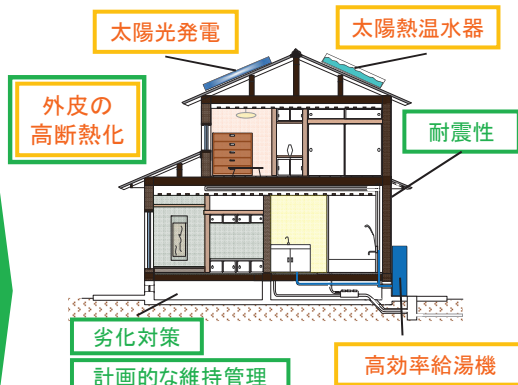 太陽光発電
太陽熱温水器
外皮の
高断熱化
耐震性
劣化対策
計画的な維持管理
高効率給湯機